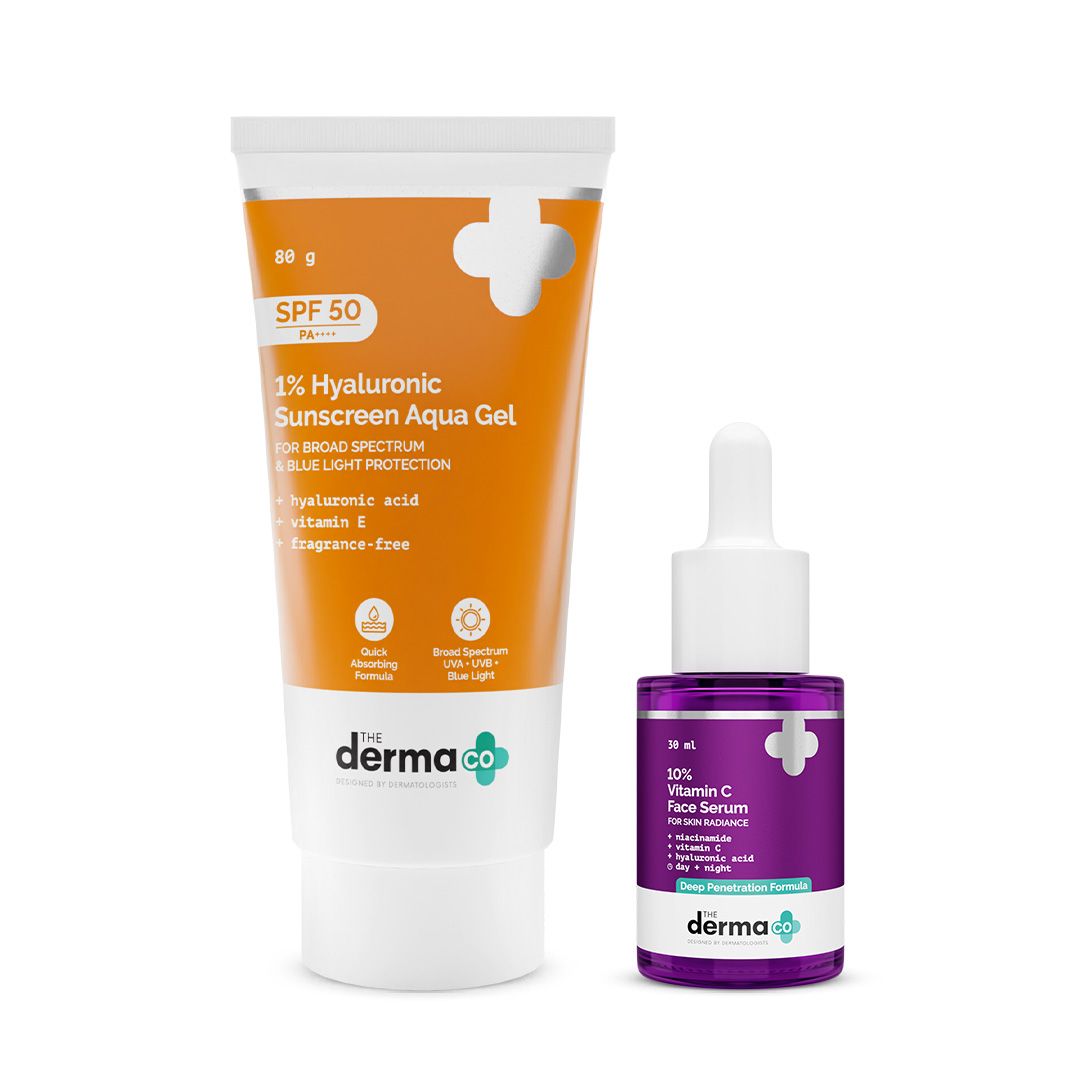 80 g
SPF 50
PA++++
1% Hyaluronic
Sunscreen Aqua Gel
FOR BROAD SPECTRUM
& BLUE LIGHT PROTECTION
+ hyaluronic acid
+ vitamin E
+ fragrance-free
Quick
Absorbing
Formula
Broad Spectrum
UVA + UVB +
Blue Light
THE
derma co
DESIGNED BY DERMATOLOGISTS
30 ml
10%
Vitamin C
Face Serum
FOR SKIN RADIANCE
+ niacinamide
+ vitamin C
+ hyaluronic acid
day + night
Deep Penetration Formula
THE
derma co
DESIGNED BY DERMATOLOGISTS